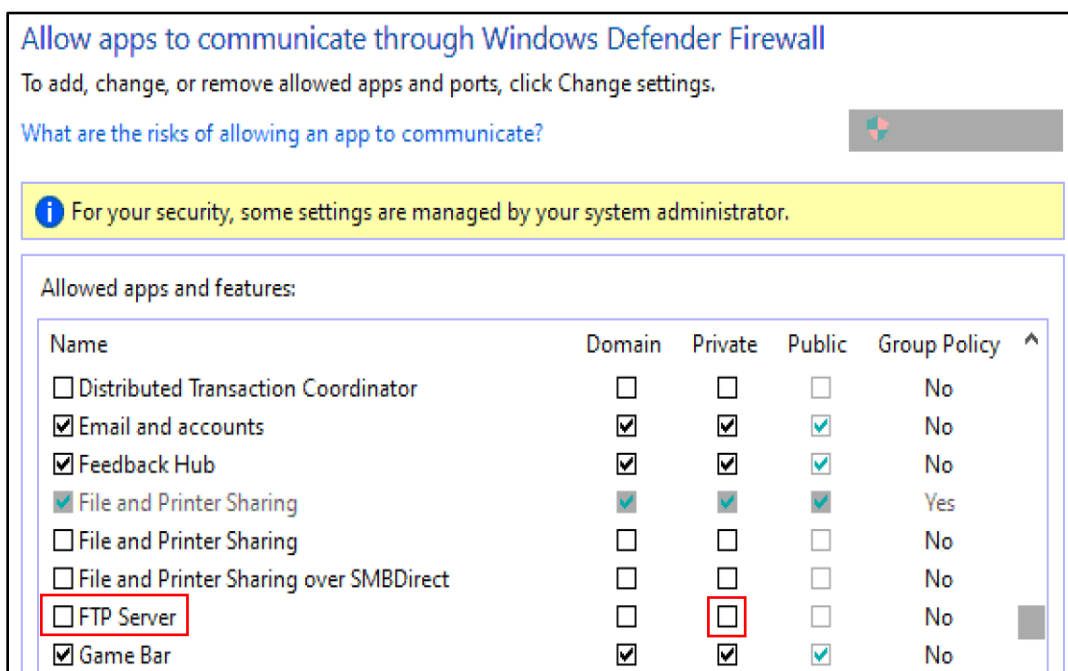 Allow apps to communicate through Windows Defender Firewall
To add, change, or remove allowed apps and ports, click Change settings.
What are the risks of allowing an app to communicate?
For your security, some settings are managed by your system administrator.
Allowed apps and features:
Name Domain Private Public Group Policy
Distributed Transaction Coordinator No
Email and accounts No
Feedback Hub No
File and Printer Sharing Yes
File and Printer Sharing No
File and Printer Sharing over SMBDirect No
FTP Server No
Game Bar No